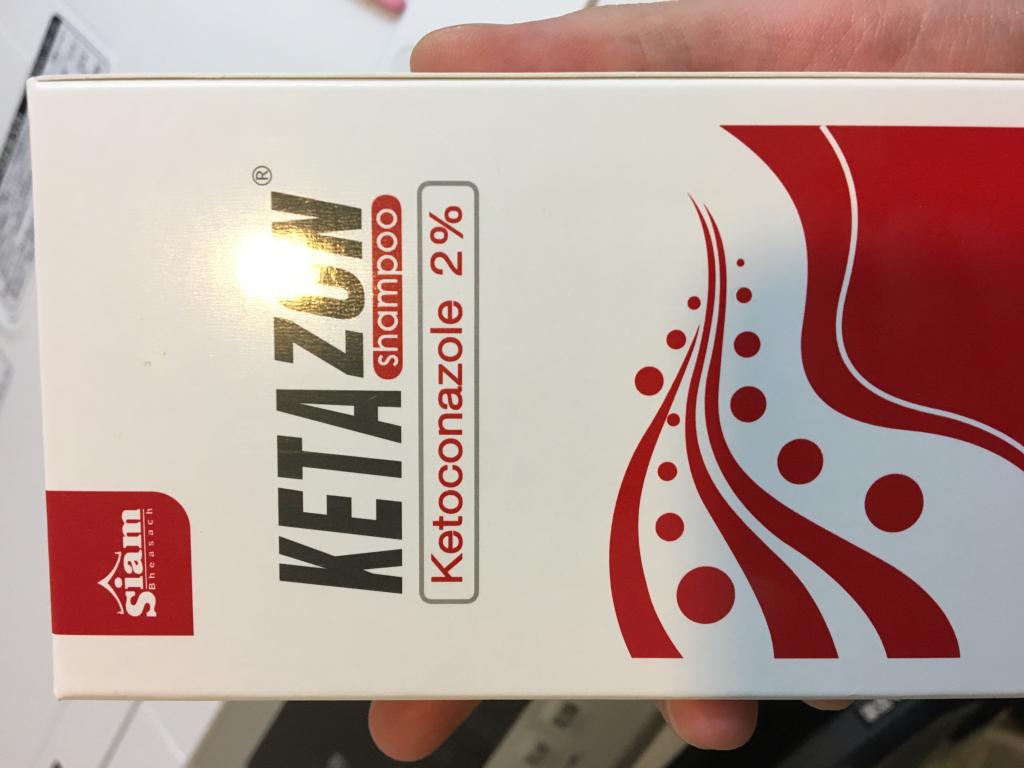 Siam
Bheasach
KETAZON®
shampoo
Ketoconazole 2%